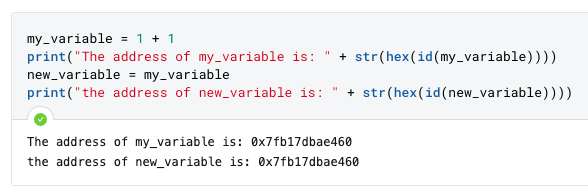 my_variable = 1 + 1
print("The address of my_variable is: " + str(hex(id(my_variable))))
new_variable = my_variable
print("the address of new_variable is: " + str(hex(id(new_variable))))
The address of my_variable is: 0x7fb17dbae460
the address of new_variable is: 0x7fb17dbae460